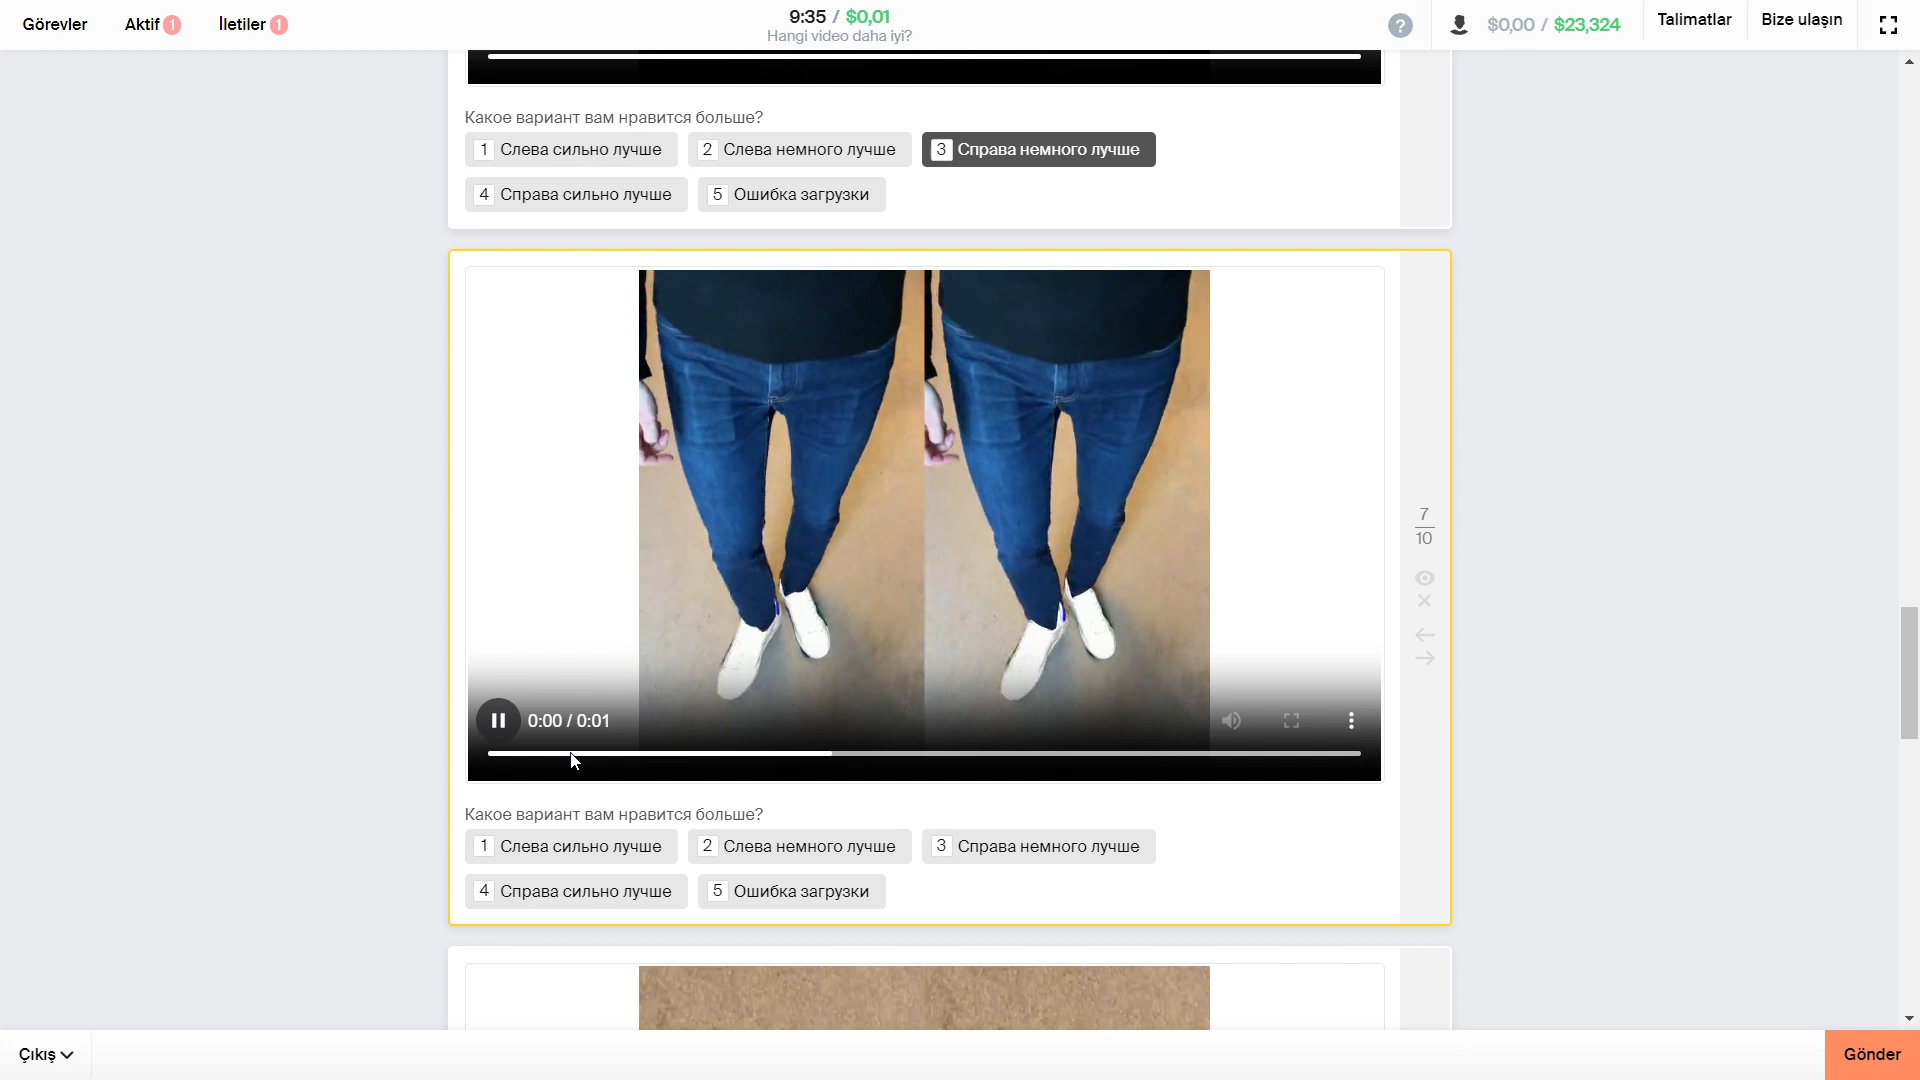 Görevler Aktif 1 İletiler 1 9:35 / $0,01 ? $0,00 / $23,324 Talimatlar Bize ulaşın
Hangi video daha iyi?
Какое вариант вам нравится больше?
1 Слева сильно лучше 2 Слева немного лучше 3 Справа немного лучше
4 Справа сильно лучше 5 Ошибка загрузки
7
10
0:00 / 0:01
Какое вариант вам нравится больше?
1 Слева сильно лучше 2 Слева немного лучше 3 Справа немного лучше
4 Справа сильно лучше 5 Ошибка загрузки
Çıkış Gönder